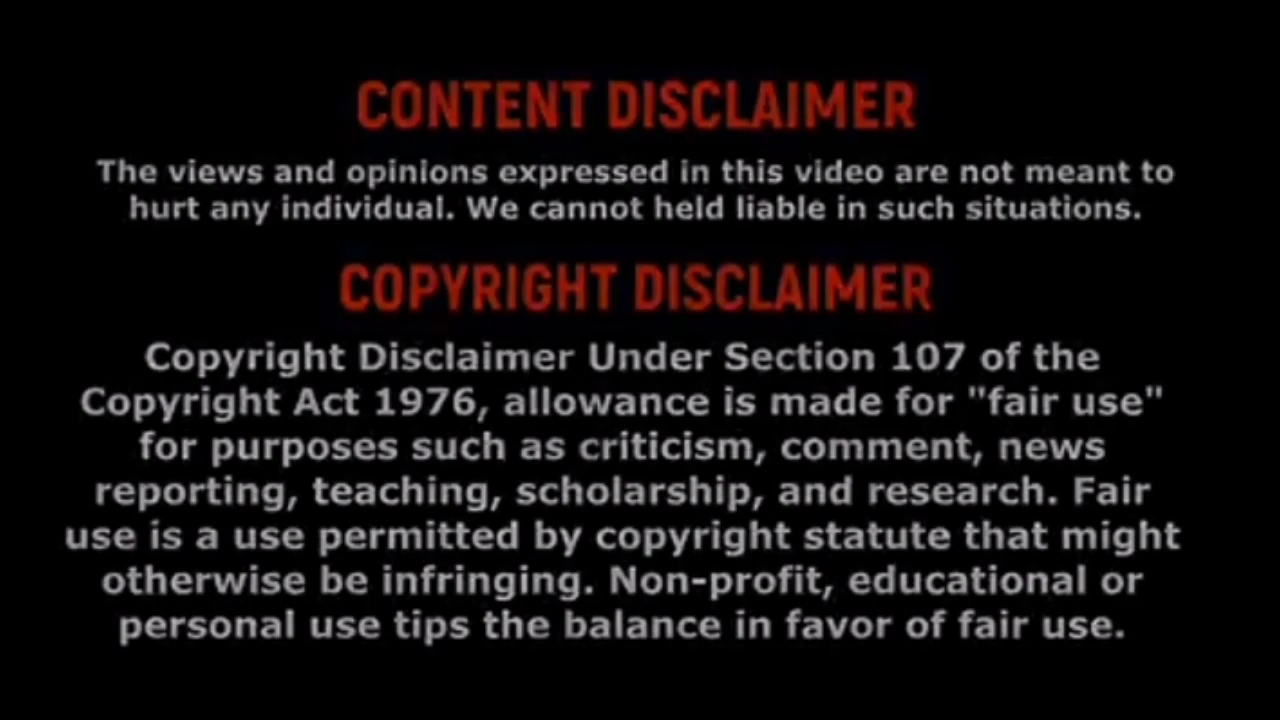 CONTENT DISCLAIMER
The views and opinions expressed in this video are not meant to
hurt any individual. We cannot held liable in such situations.
COPYRIGHT DISCLAIMER
Copyright Disclaimer Under Section 107 of the
Copyright Act 1976, allowance is made for "fair use"
for purposes such as criticism, comment, news
reporting, teaching, scholarship, and research. Fair
use is a use permitted by copyright statute that might
otherwise be infringing. Non-profit, educational or
personal use tips the balance in favor of fair use.